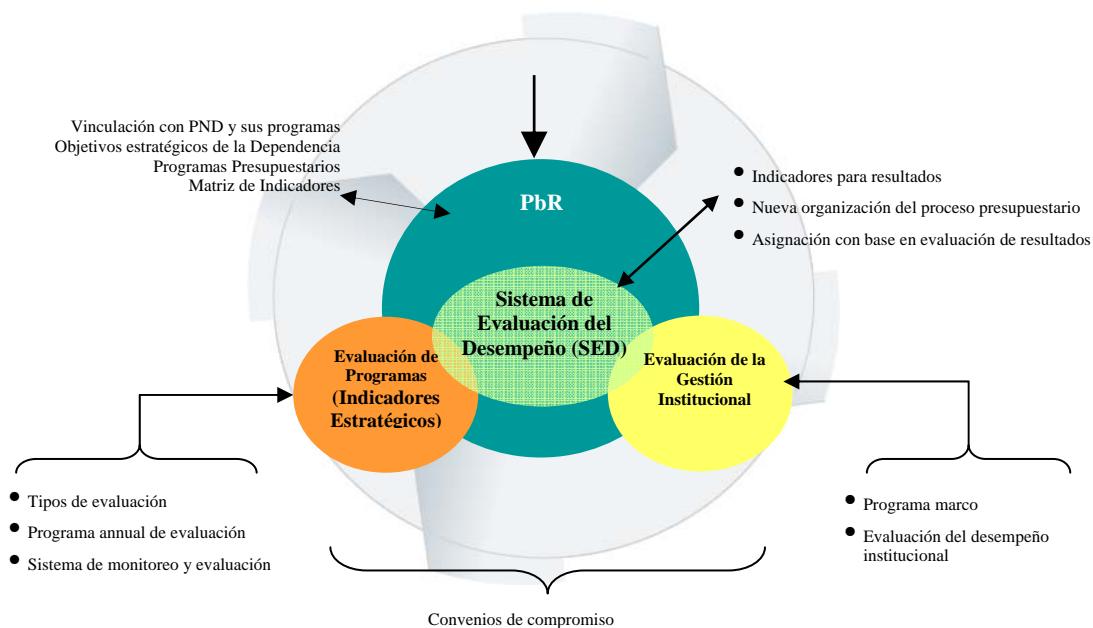 Vinculación con PND y sus programas
Objetivos estratégicos de la Dependencia
Programas Presupuestarios
Matriz de Indicadores
PbR
• Indicadores para resultados
• Nueva organización del proceso presupuestario
• Asignación con base en evaluación de resultados
Sistema de
Evaluación del
Desempeño (SED)
Evaluación de
Programas
(Indicadores
Estratégicos)
Evaluación de la
Gestión
Institucional
• Tipos de evaluación
• Programa annual de evaluación
• Sistema de monitoreo y evaluación
• Programa marco
• Evaluación del desempeño
institucional
Convenios de compromiso